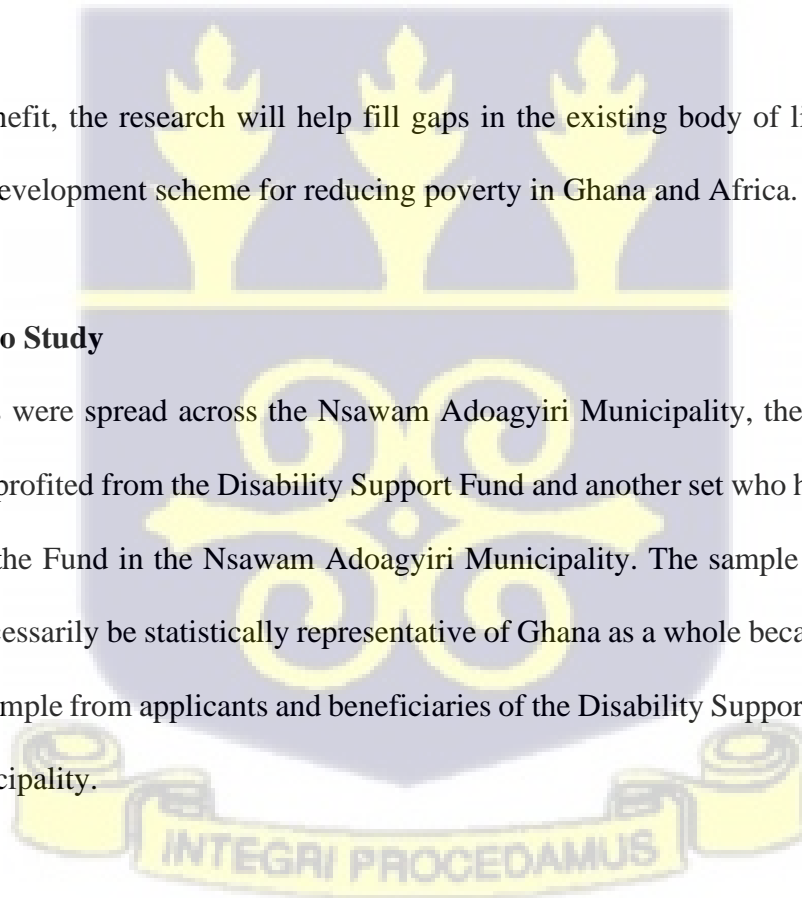 nefit, the research will help fill gaps in the existing body of li
evelopment scheme for reducing poverty in Ghana and Africa.
o Study
were spread across the Nsawam Adoagyiri Municipality, the
profited from the Disability Support Fund and another set who h
the Fund in the Nsawam Adoagyiri Municipality. The sample
cessarily be statistically representative of Ghana as a whole beca
mple from applicants and beneficiaries of the Disability Suppor
cipality.
INTEGRI PROCEDAMUS